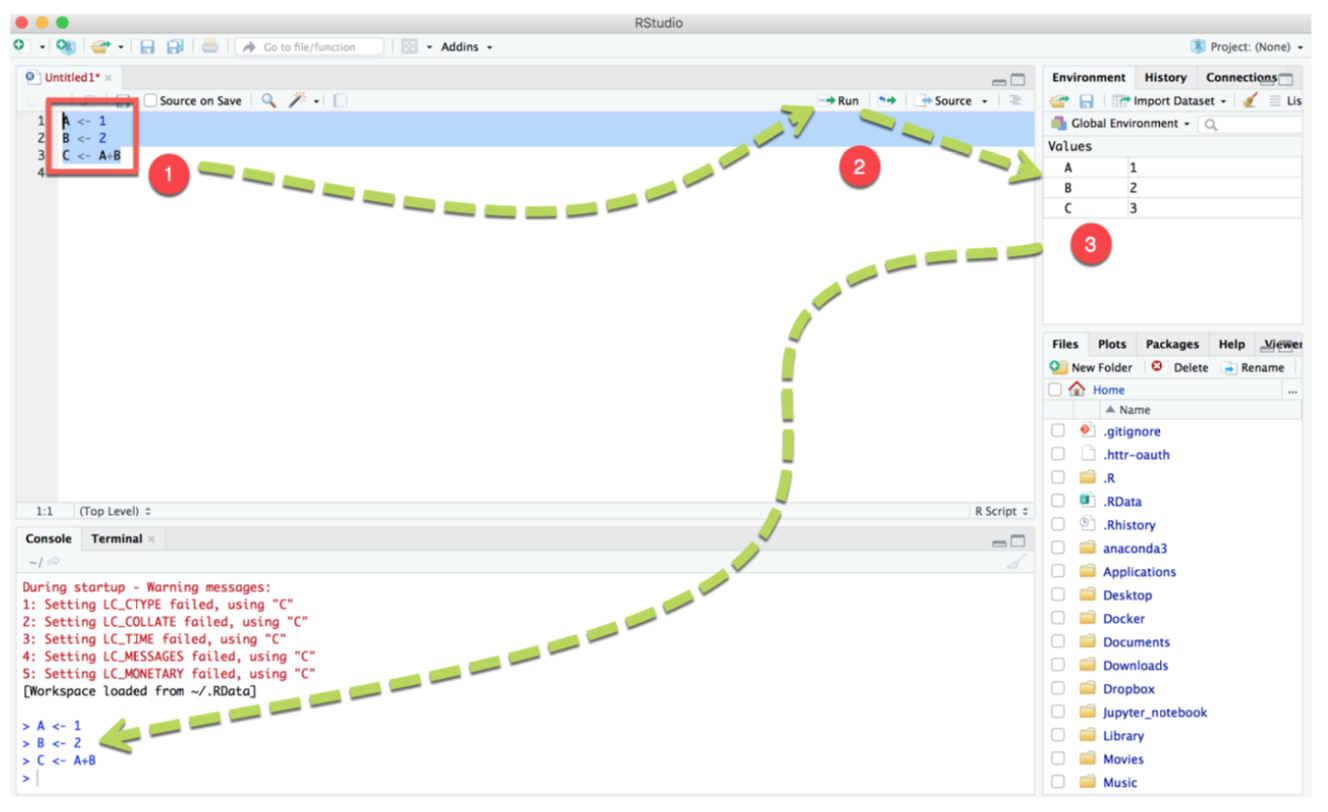 RStudio
Go to file/function
Addins
Project: (None)
Untitled1*
Source on Save
Run
Source
1 A <- 1
2 B <- 2
3 C <- A+B
4
1
2
1:1 (Top Level) R Script
Console Terminal
~/
During startup - Warning messages:
1: Setting LC_CTYPE failed, using "C"
2: Setting LC_COLLATE failed, using "C"
3: Setting LC_TIME failed, using "C"
4: Setting LC_MESSAGES failed, using "C"
5: Setting LC_MONETARY failed, using "C"
[Workspace loaded from ~/.RData]
> A <- 1
> B <- 2
> C <- A+B
>
Environment History Connections
Import Dataset Lis
Global Environment
Values
A 1
B 2
C 3
3
Files Plots Packages Help Viewer
New Folder Delete Rename
Home ...
Name
.gitignore
.httr-oauth
.R
.RData
.Rhistory
anaconda3
Applications
Desktop
Docker
Documents
Downloads
Dropbox
Jupyter_notebook
Library
Movies
Music